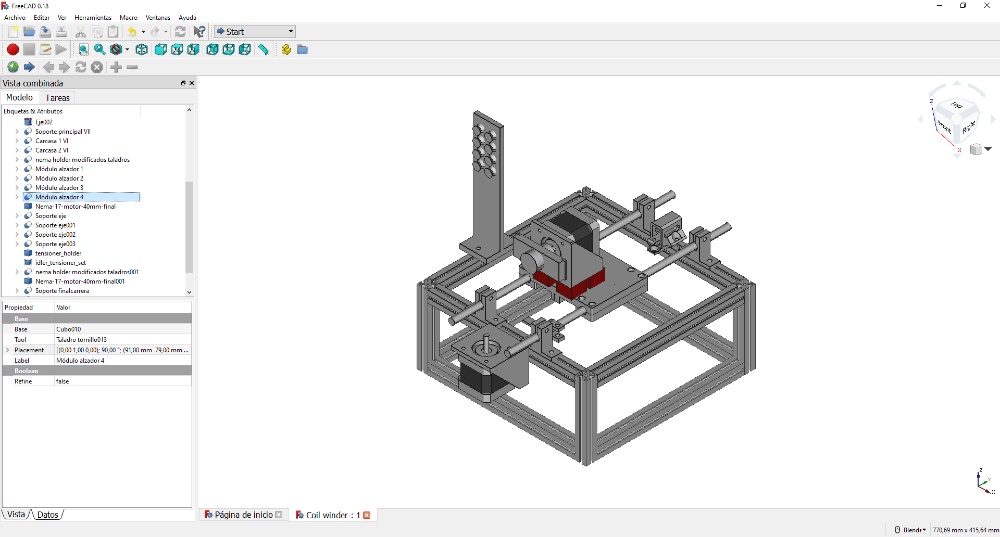 FreeCAD 0.18
Archivo Editar Ver Herramientas Macro Ventanas Ayuda
Start
Vista combinada
Modelo Tareas
Etiquetas & Atributos
Eje002
Soporte principal VII
Carcasa 1 VI
Carcasa 2 VI
nema holder modificados taladros
Módulo alzador 1
Módulo alzador 2
Módulo alzador 3
Módulo alzador 4
Nema-17-motor-40mm-final
Soporte eje
Soporte eje001
Soporte eje002
Soporte eje003
tensioner_holder
idler_tensioner_set
nema holder modificados taladros001
Nema-17-motor-40mm-final001
Soporte finalcarrera
Propiedad Valor
Base
Base Cubo010
Tool Taladro tornillo013
Placement [(0,00 1,00 0,00); 90,00 °; (91,00 mm 79,00 mm ...
Label Módulo alzador 4
Boolean
Refine false
Vista Datos
Z
Top
Front Right
X
Z
Y
X
Página de inicio Coil winder : 1
Blende 770,69 mm x 415,64 mm